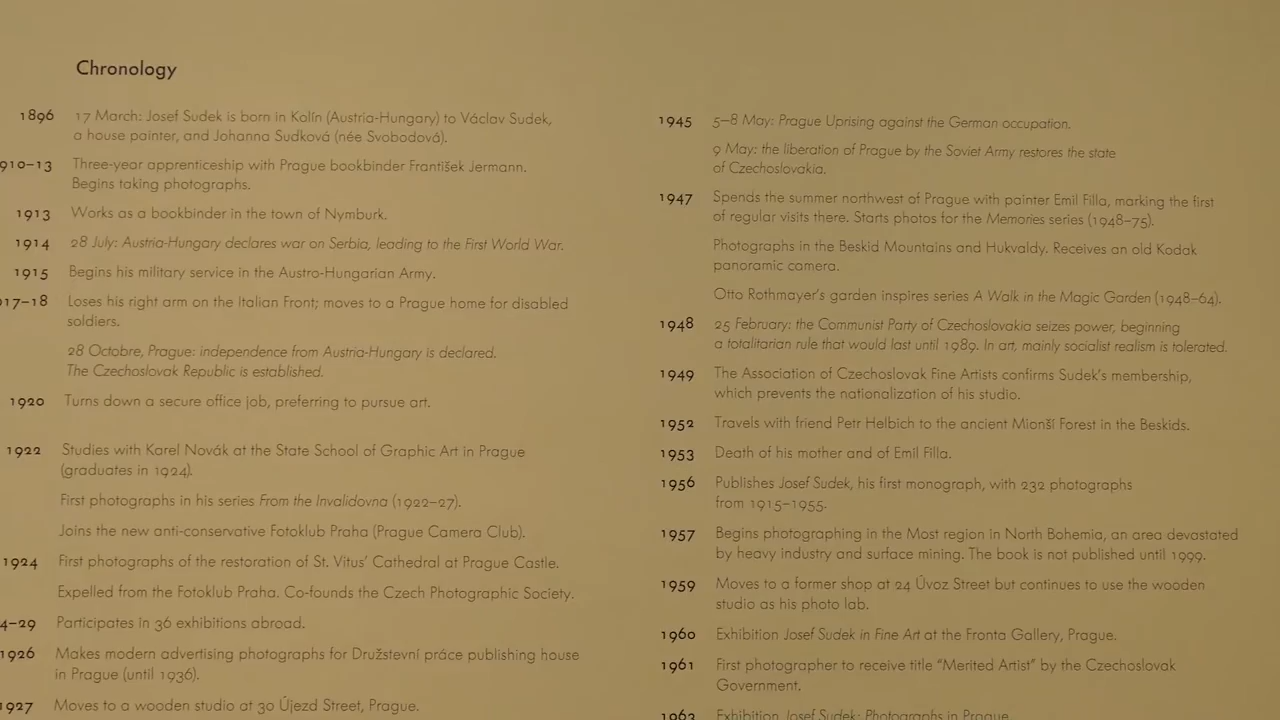 Chronology
1896 17 March: Josef Sudek is born in Kolín (Austria-Hungary) to Václav Sudek,
a house painter, and Johanna Sudková (née Svobodová).
910–13 Three-year apprenticeship with Prague bookbinder František Jermann.
Begins taking photographs.
1913 Works as a bookbinder in the town of Nymburk.
1914 28 July: Austria-Hungary declares war on Serbia, leading to the First World War.
1915 Begins his military service in the Austro-Hungarian Army.
917–18 Loses his right arm on the Italian Front; moves to a Prague home for disabled
soldiers.
28 Octobre, Prague: independence from Austria-Hungary is declared.
The Czechoslovak Republic is established.
1920 Turns down a secure office job, preferring to pursue art.
1922 Studies with Karel Novák at the State School of Graphic Art in Prague
(graduates in 1924).
First photographs in his series From the Invalidovna (1922–27).
Joins the new anti-conservative Fotoklub Praha (Prague Camera Club).
1924 First photographs of the restoration of St. Vitus' Cathedral at Prague Castle.
Expelled from the Fotoklub Praha. Co-founds the Czech Photographic Society.
4–29 Participates in 36 exhibitions abroad.
1926 Makes modern advertising photographs for Družstevní práce publishing house
in Prague (until 1936).
1927 Moves to a wooden studio at 30 Újezd Street, Prague.
1945 5–8 May: Prague Uprising against the German occupation.
9 May: the liberation of Prague by the Soviet Army restores the state
of Czechoslovakia.
1947 Spends the summer northwest of Prague with painter Emil Filla, marking the first
of regular visits there. Starts photos for the Memories series (1948–75).
Photographs in the Beskid Mountains and Hukvaldy. Receives an old Kodak
panoramic camera.
Otto Rothmayer's garden inspires series A Walk in the Magic Garden (1948–64).
1948 25 February: the Communist Party of Czechoslovakia seizes power, beginning
a totalitarian rule that would last until 1989. In art, mainly socialist realism is tolerated.
1949 The Association of Czechoslovak Fine Artists confirms Sudek's membership,
which prevents the nationalization of his studio.
1952 Travels with friend Petr Helbich to the ancient Mionší Forest in the Beskids.
1953 Death of his mother and of Emil Filla.
1956 Publishes Josef Sudek, his first monograph, with 232 photographs
from 1915–1955.
1957 Begins photographing in the Most region in North Bohemia, an area devastated
by heavy industry and surface mining. The book is not published until 1999.
1959 Moves to a former shop at 24 Úvoz Street but continues to use the wooden
studio as his photo lab.
1960 Exhibition Josef Sudek in Fine Art at the Fronta Gallery, Prague.
1961 First photographer to receive title "Merited Artist" by the Czechoslovak
Government.
1963 Exhibition Josef Sudek: Photographs in Prague.